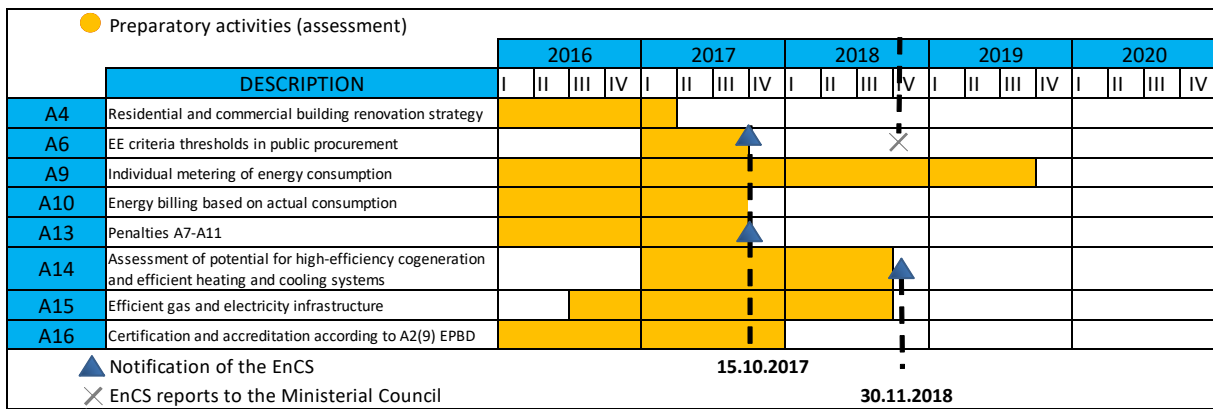 Preparatory activities (assessment)
2016 2017 2018 2019 2020
DESCRIPTION I II III IV I II III IV I II III IV I II III IV I II III IV
A4 Residential and commercial building renovation strategy
A6 EE criteria thresholds in public procurement
A9 Individual metering of energy consumption
A10 Energy billing based on actual consumption
A13 Penalties A7-A11
A14 Assessment of potential for high-efficiency cogeneration
and efficient heating and cooling systems
A15 Efficient gas and electricity infrastructure
A16 Certification and accreditation according to A2(9) EPBD
Notification of the EnCS 15.10.2017
EnCS reports to the Ministerial Council 30.11.2018